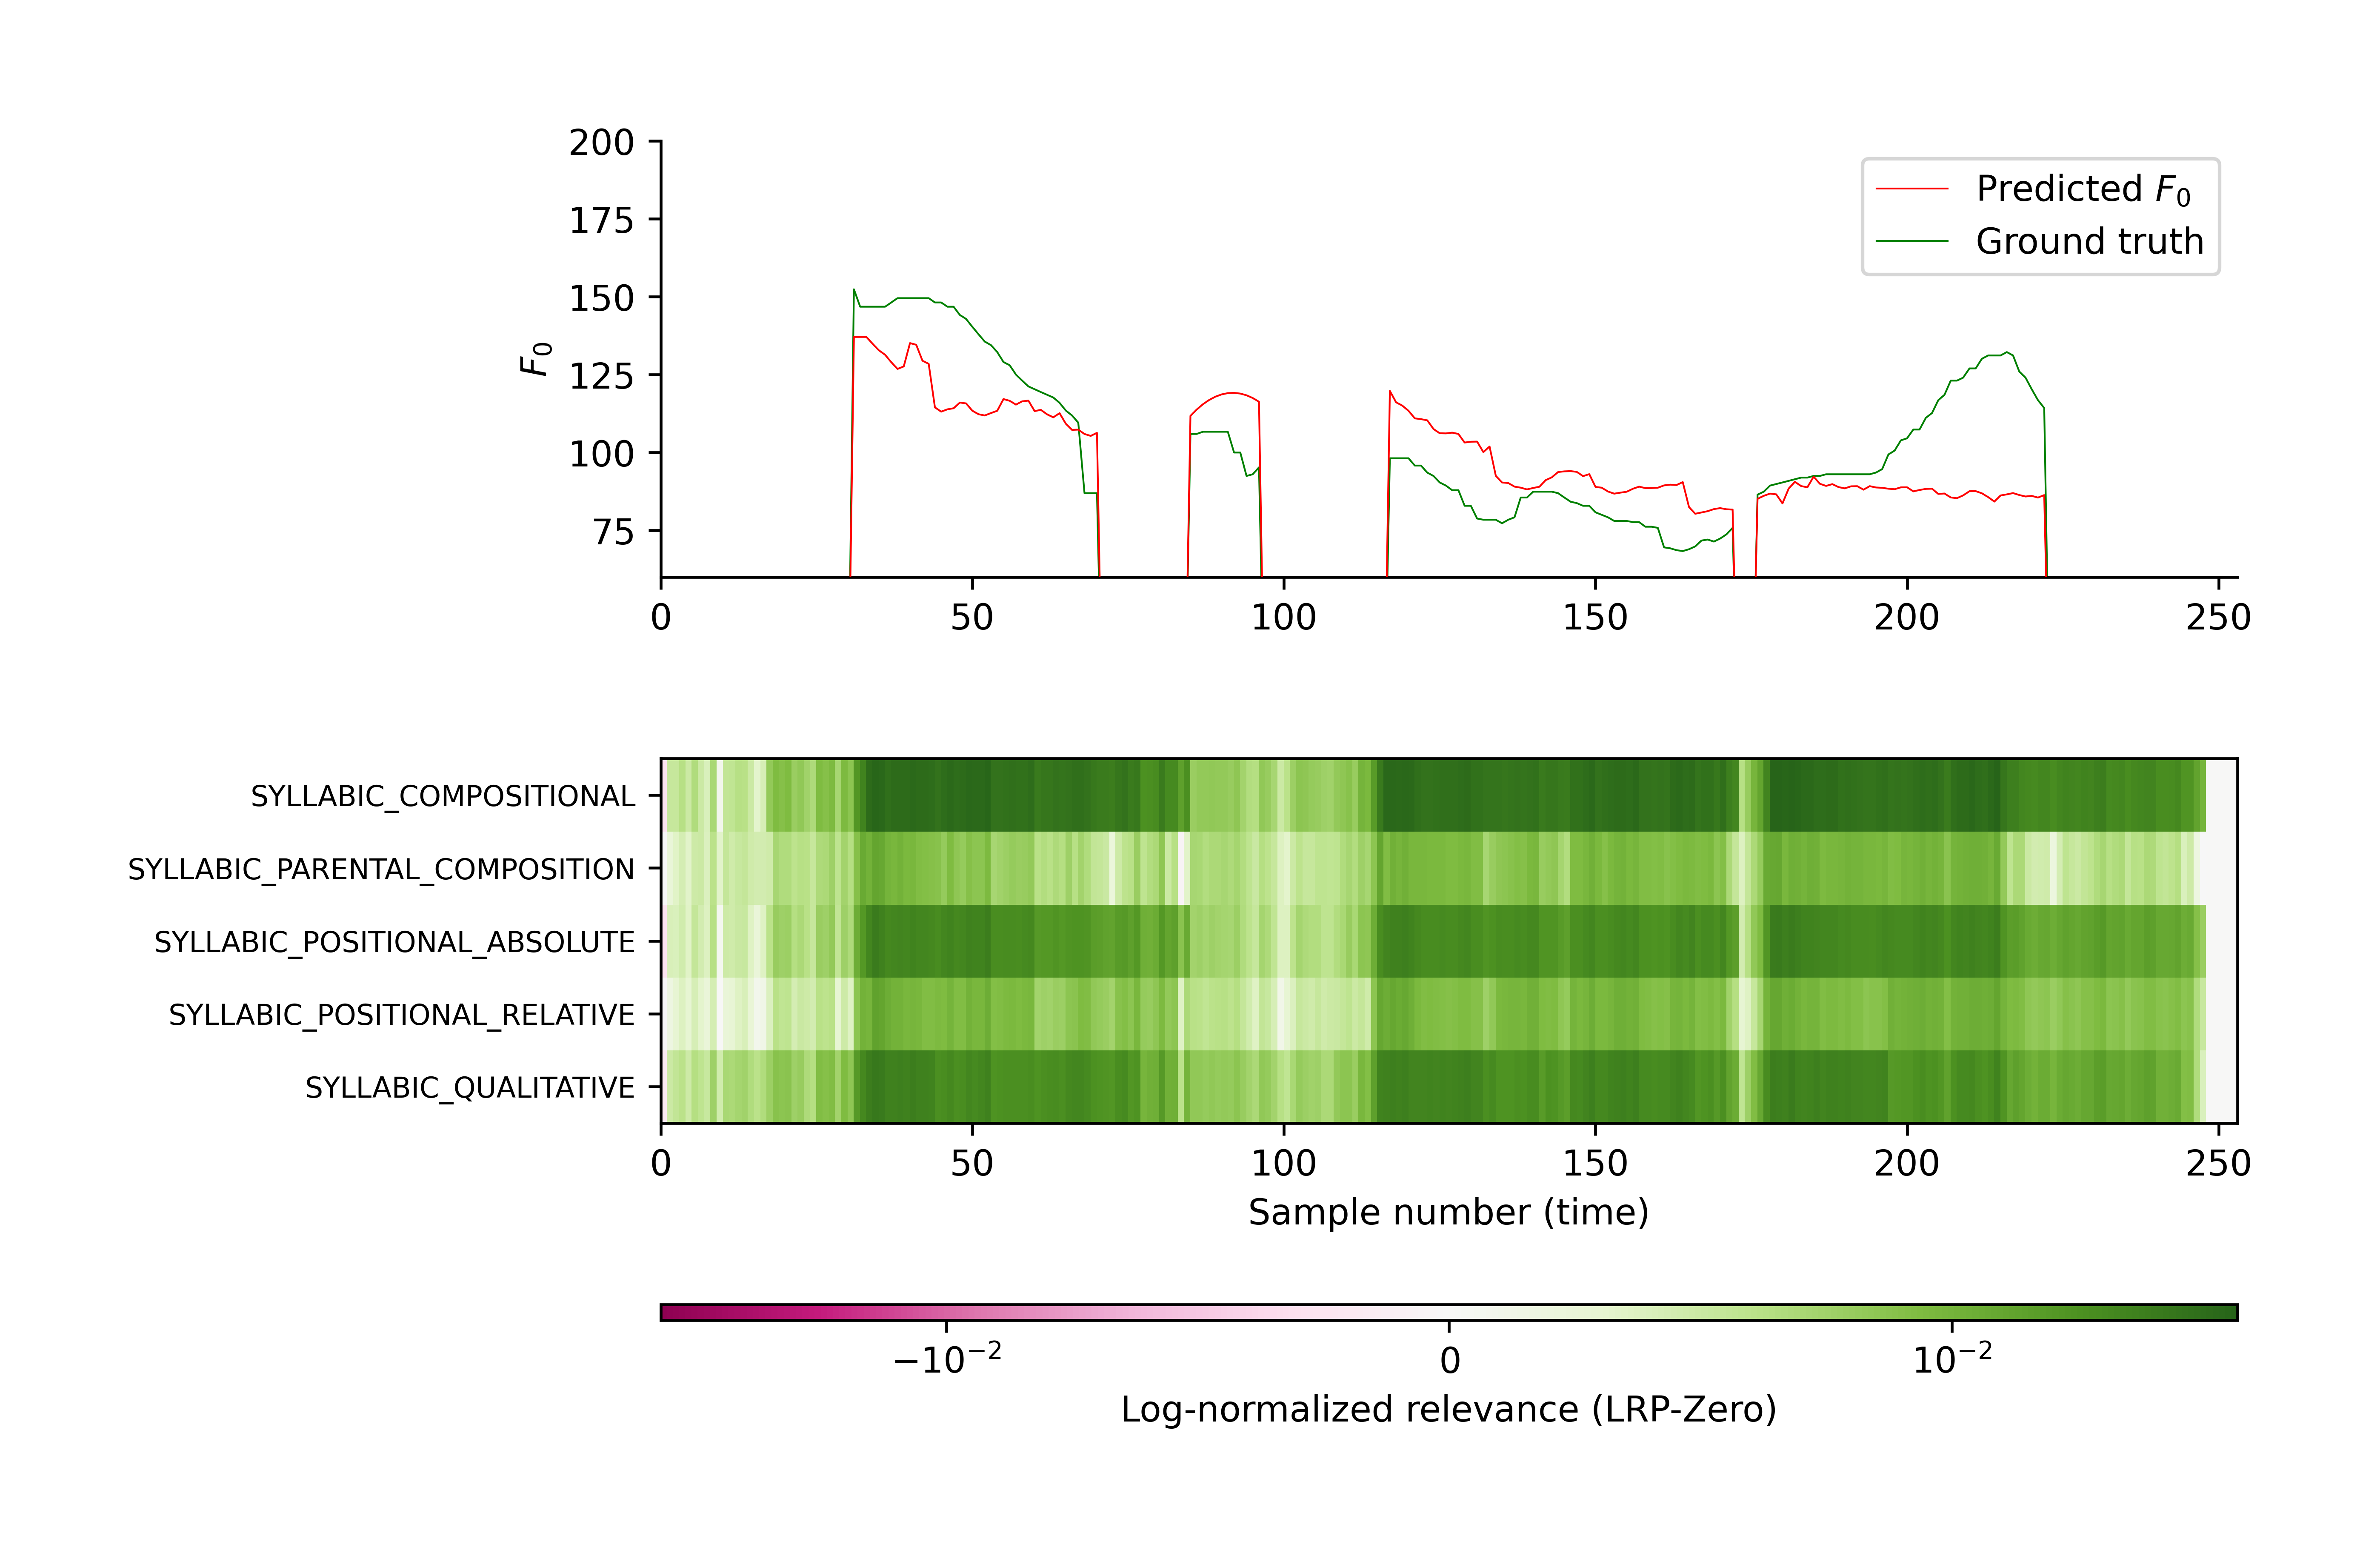 200
175
150
125
100
75
F₀
Predicted F₀
Ground truth
0 50 100 150 200 250
SYLLABIC_COMPOSITIONAL
SYLLABIC_PARENTAL_COMPOSITION
SYLLABIC_POSITIONAL_ABSOLUTE
SYLLABIC_POSITIONAL_RELATIVE
SYLLABIC_QUALITATIVE
0 50 100 150 200 250
Sample number (time)
−10⁻² 0 10⁻²
Log-normalized relevance (LRP-Zero)